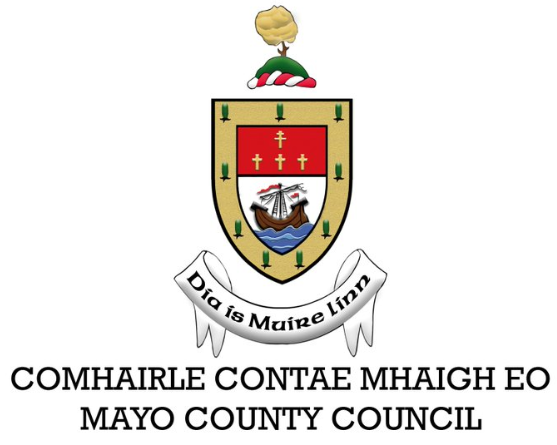 Dia is Muire linn
COMHAIRLE CONTAE MHAIGH EO
MAYO COUNTY COUNCIL